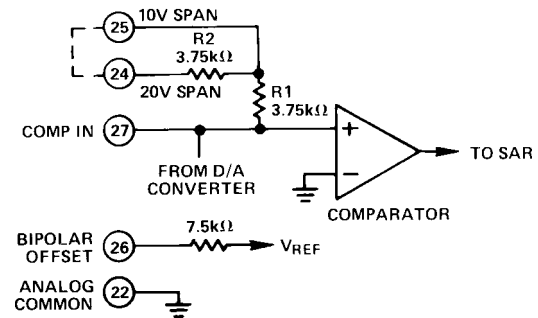 25
10V SPAN
R2
3.75kΩ
24
20V SPAN
R1
3.75kΩ
COMP IN
27
+
−
TO SAR
FROM D/A
CONVERTER
COMPARATOR
BIPOLAR
OFFSET
26
7.5kΩ
VREF
ANALOG
COMMON
22